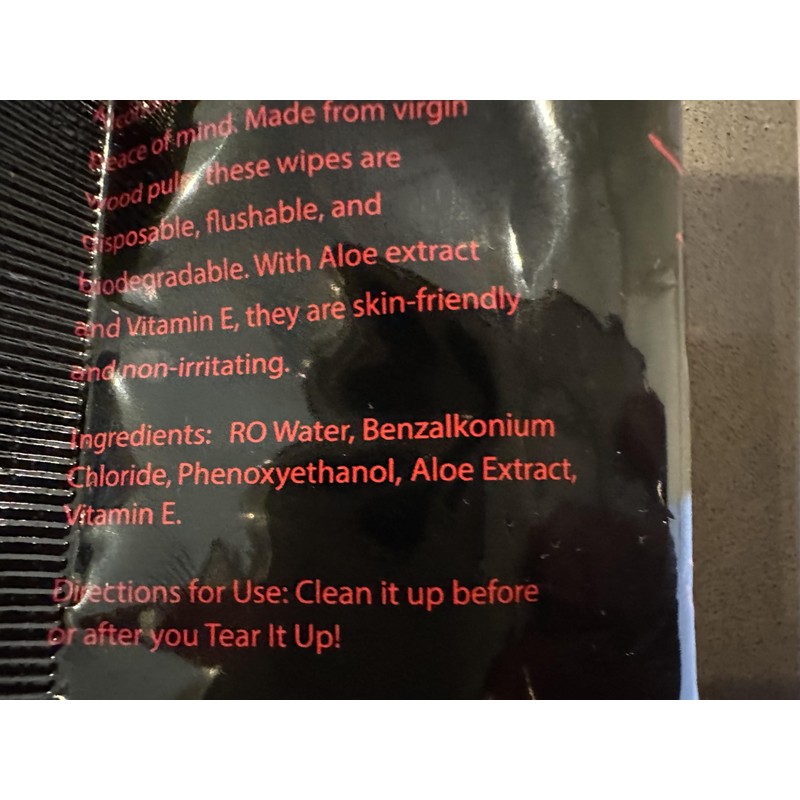 peace of mind. Made from virgin
wood pulp these wipes are
disposable, flushable, and
biodegradable. With Aloe extract
and Vitamin E, they are skin-friendly
and non-irritating.
Ingredients: RO Water, Benzalkonium
Chloride, Phenoxyethanol, Aloe Extract,
Vitamin E.
Directions for Use: Clean it up before
or after you Tear It Up!